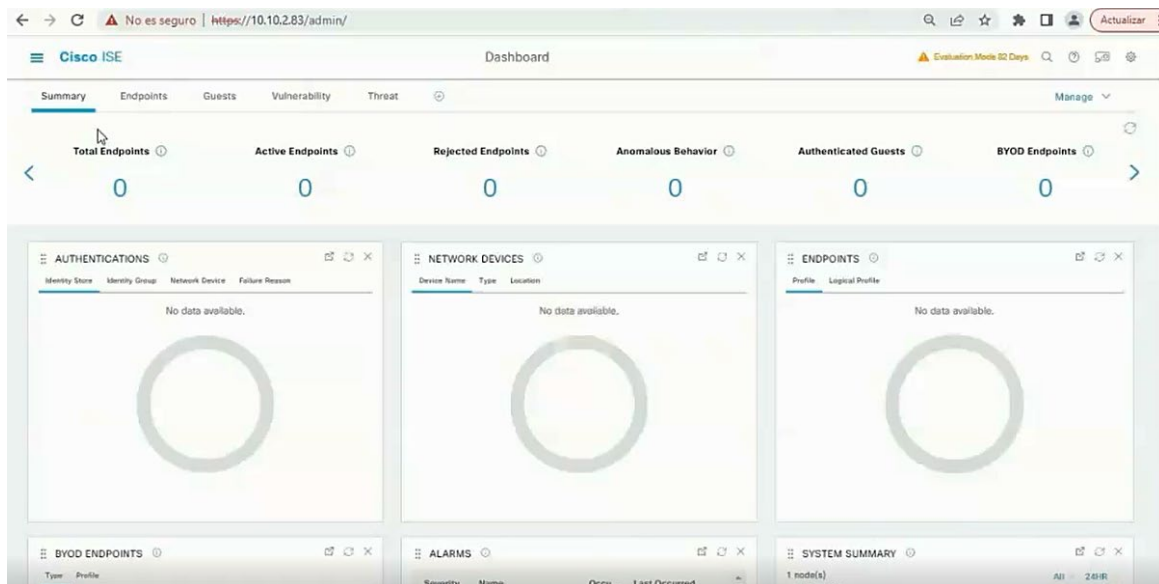 No es seguro | https://10.10.2.83/admin/
Actualizar
Cisco ISE
Dashboard
Evaluation Mode 82 Days
Summary Endpoints Guests Vulnerability Threat
Manage
Total Endpoints Active Endpoints Rejected Endpoints Anomalous Behavior Authenticated Guests BYOD Endpoints
0 0 0 0 0 0
AUTHENTICATIONS
Identity Store Identity Group Network Device Failure Reason
No data available.
NETWORK DEVICES
Device Name Type Location
No data available.
ENDPOINTS
Profile Logical Profile
No data available.
BYOD ENDPOINTS
Type Profile
ALARMS
Severity Name Occu Last Occurred
SYSTEM SUMMARY
1 node(s)
All 24HR